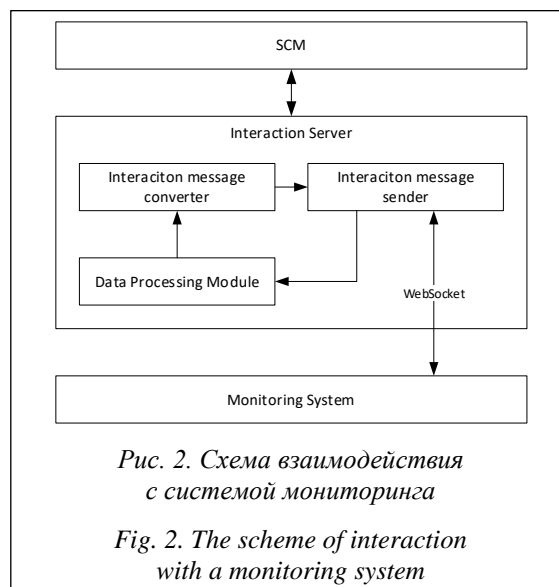 SCM
Interaction Server
Interaciton message
converter
Interaciton message
sender
Data Processing Module
WebSocket
Monitoring System
Рис. 2. Схема взаимодействия
с системой мониторинга
Fig. 2. The scheme of interaction
with a monitoring system